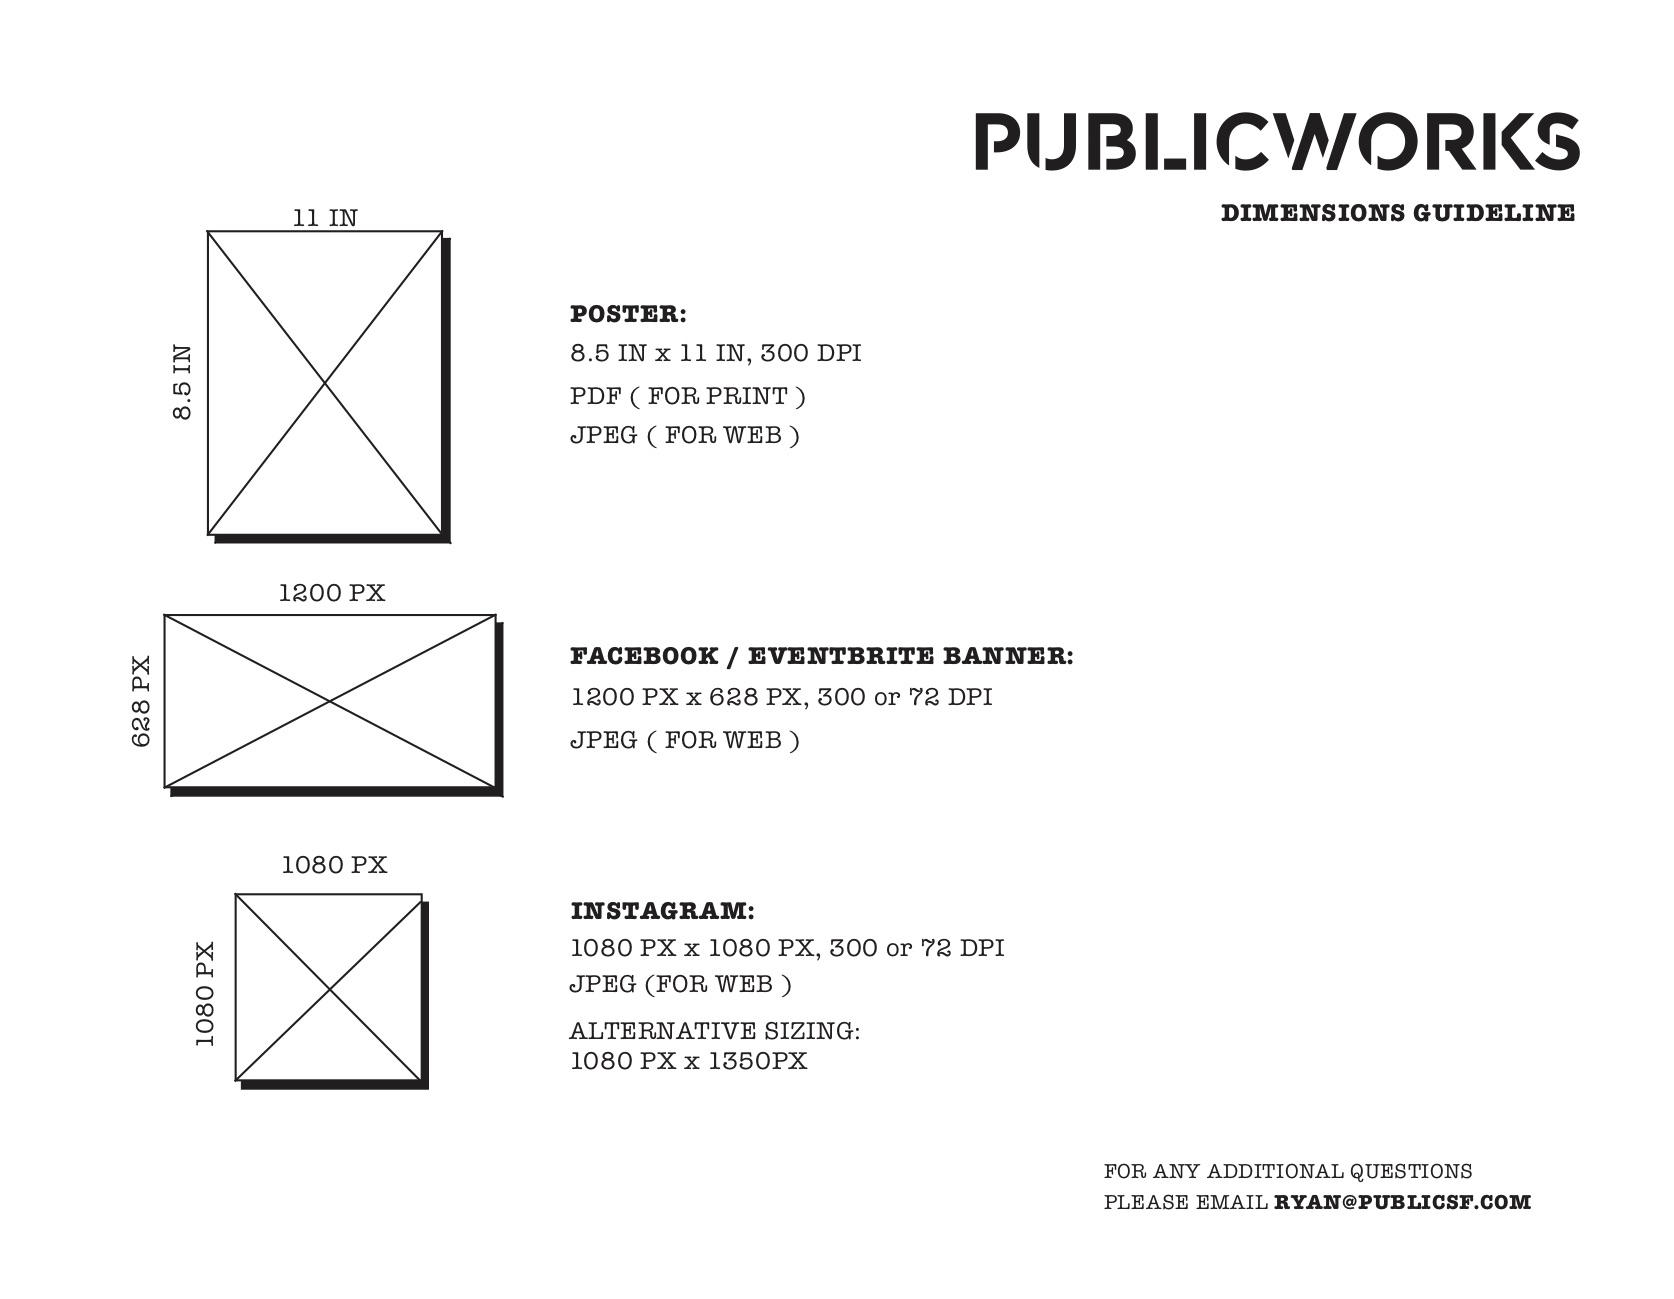 PUBLICWORKS
DIMENSIONS GUIDELINE
11 IN
8.5 IN
POSTER:
8.5 IN x 11 IN, 300 DPI
PDF ( FOR PRINT )
JPEG ( FOR WEB )
1200 PX
628 PX
FACEBOOK / EVENTBRITE BANNER:
1200 PX x 628 PX, 300 or 72 DPI
JPEG ( FOR WEB )
1080 PX
1080 PX
INSTAGRAM:
1080 PX x 1080 PX, 300 or 72 DPI
JPEG (FOR WEB )
ALTERNATIVE SIZING:
1080 PX x 1350PX
FOR ANY ADDITIONAL QUESTIONS
PLEASE EMAIL RYAN@PUBLICSF.COM